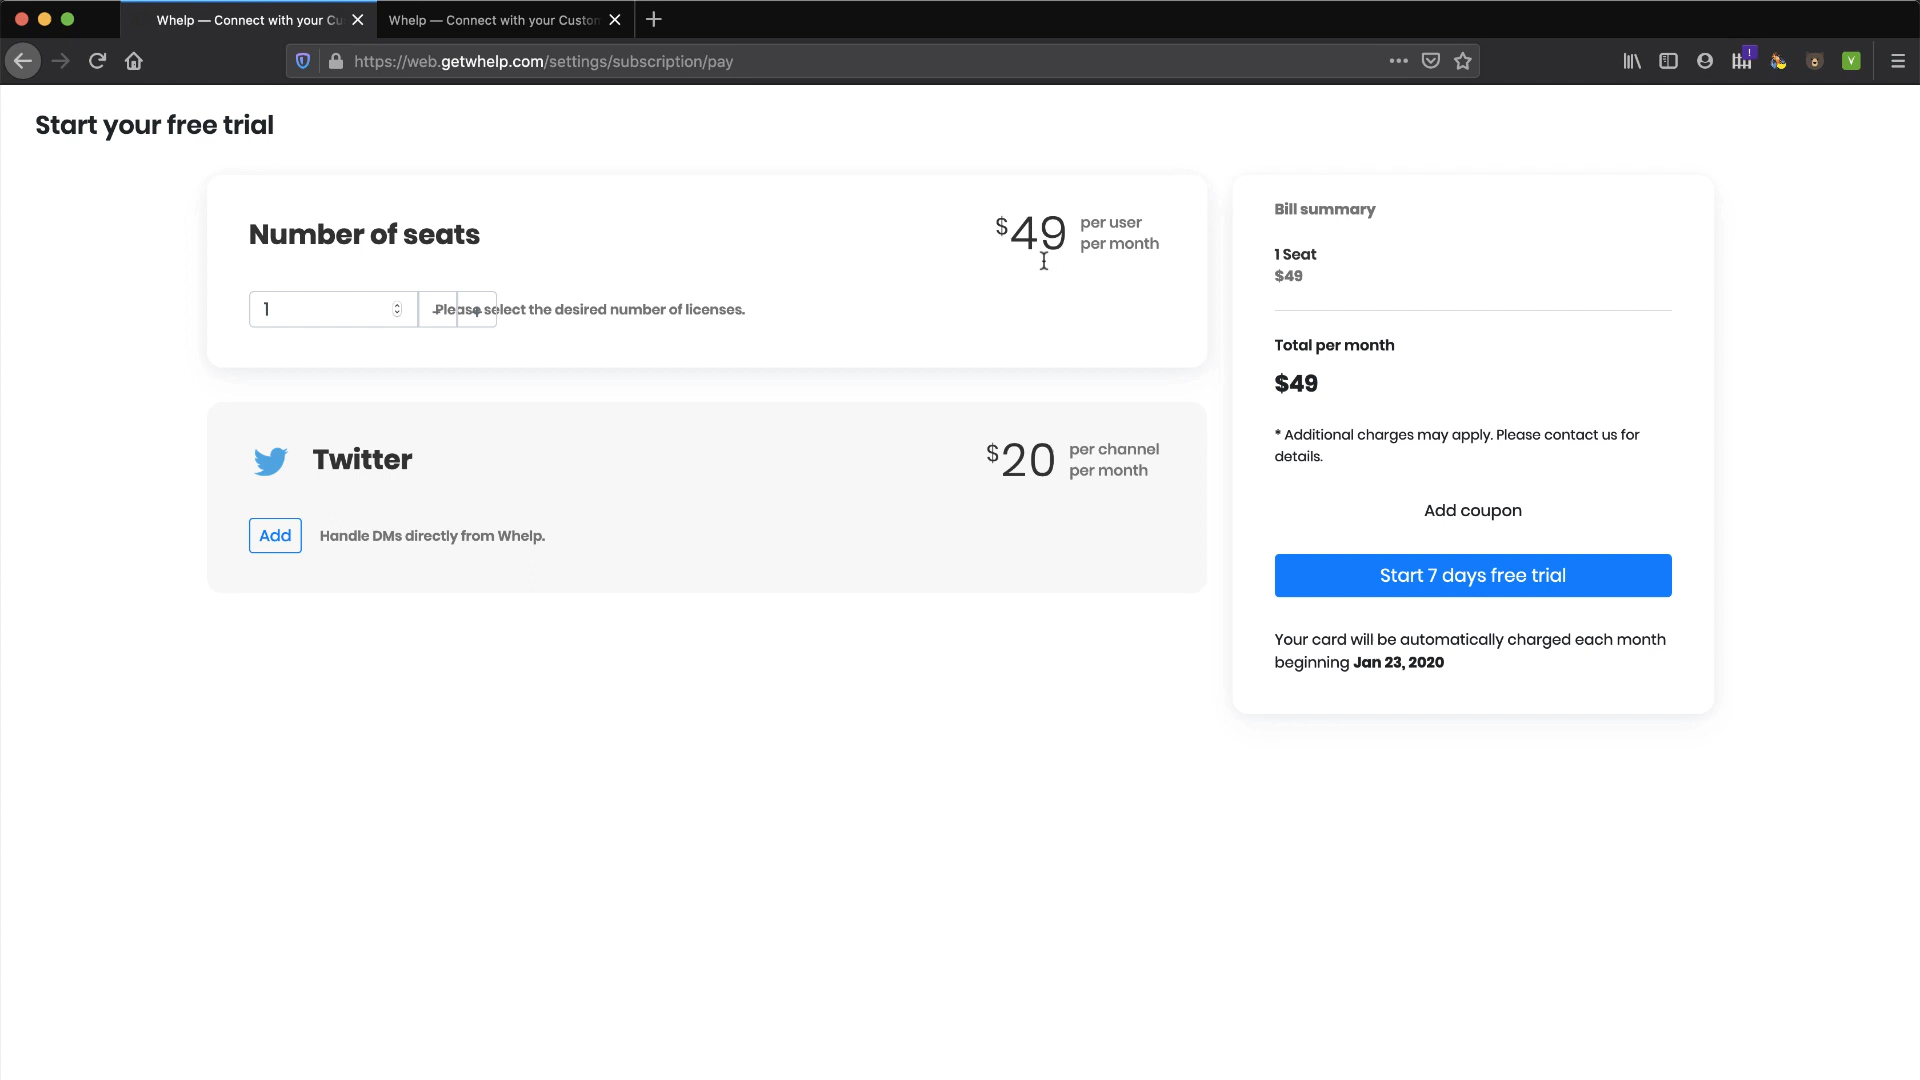 Whelp — Connect with your Cu
Whelp — Connect with your Custon
https://web.getwhelp.com/settings/subscription/pay
Start your free trial
Number of seats
$49 per user
per month
1
Please select the desired number of licenses.
Twitter
$20 per channel
per month
Add
Handle DMs directly from Whelp.
Bill summary
1 Seat
$49
Total per month
$49
* Additional charges may apply. Please contact us for
details.
Add coupon
Start 7 days free trial
Your card will be automatically charged each month
beginning Jan 23, 2020